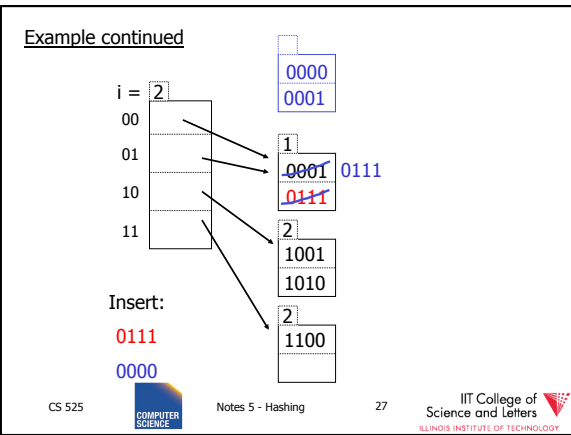 Example continued
0000
0001
i = 2
00
01
10
11
1
0001 0111
0111
2
1001
1010
2
1100
Insert:
0111
0000
CS 525
COMPUTER
SCIENCE
Notes 5 - Hashing
27
IIT College of
Science and Letters
ILLINOIS INSTITUTE OF TECHNOLOGY